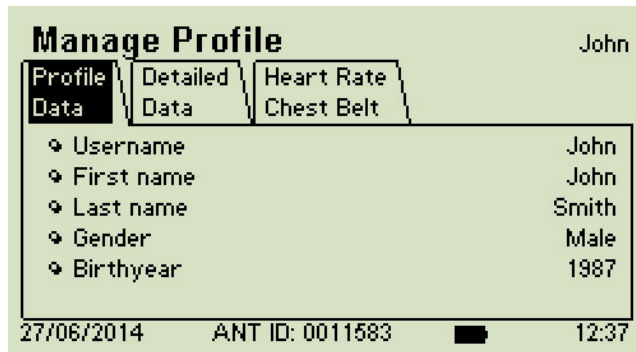 Manage Profile John
Profile Data Detailed Data Heart Rate Chest Belt
Username John
First name John
Last name Smith
Gender Male
Birthyear 1987
27/06/2014 ANT ID: 0011583 12:37